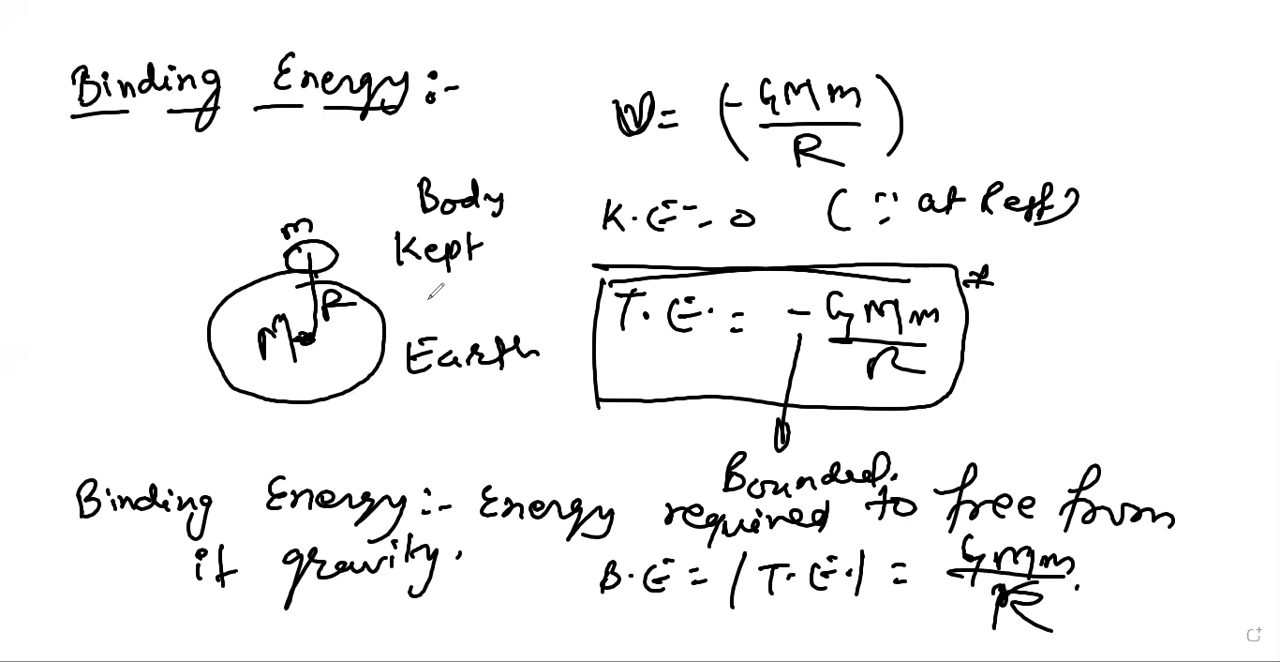 Binding Energy :-
U = (- GMm / R)
K.E = 0 (∵ at Rest)
Body
Kept
Earth
m
R
M
T.E. = - GMm / R *
Bounded.
Binding Energy :- Energy required to free from
it gravity.
B.E = |T.E.| = GMm / R.